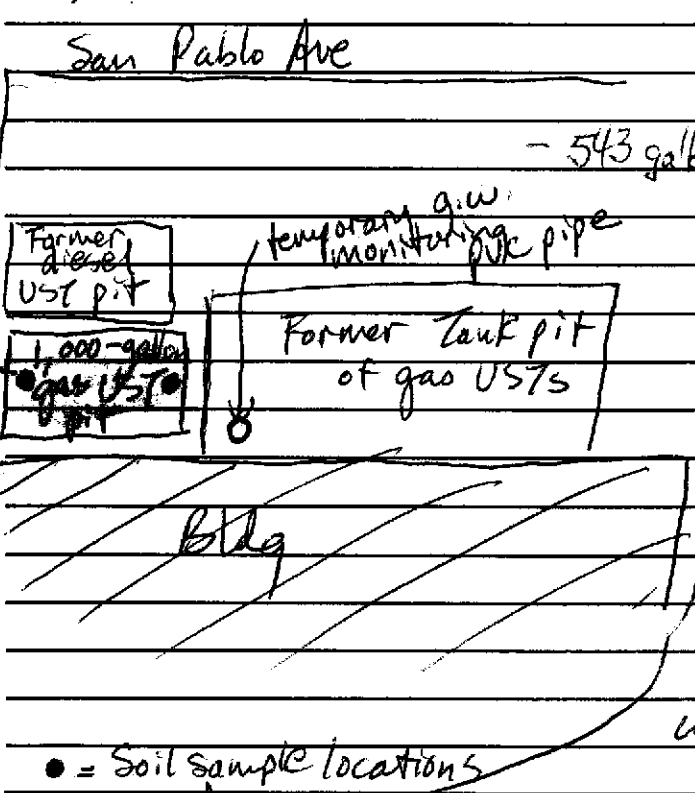 San Pablo Ave
- 543 gall
temporary g.w.
monitoring
pvc pipe
Former
diesel
UST pit
Former Tank pit
of gas USTs
1,000-gallon
gas UST
pit
Bldg
● = Soil sample locations